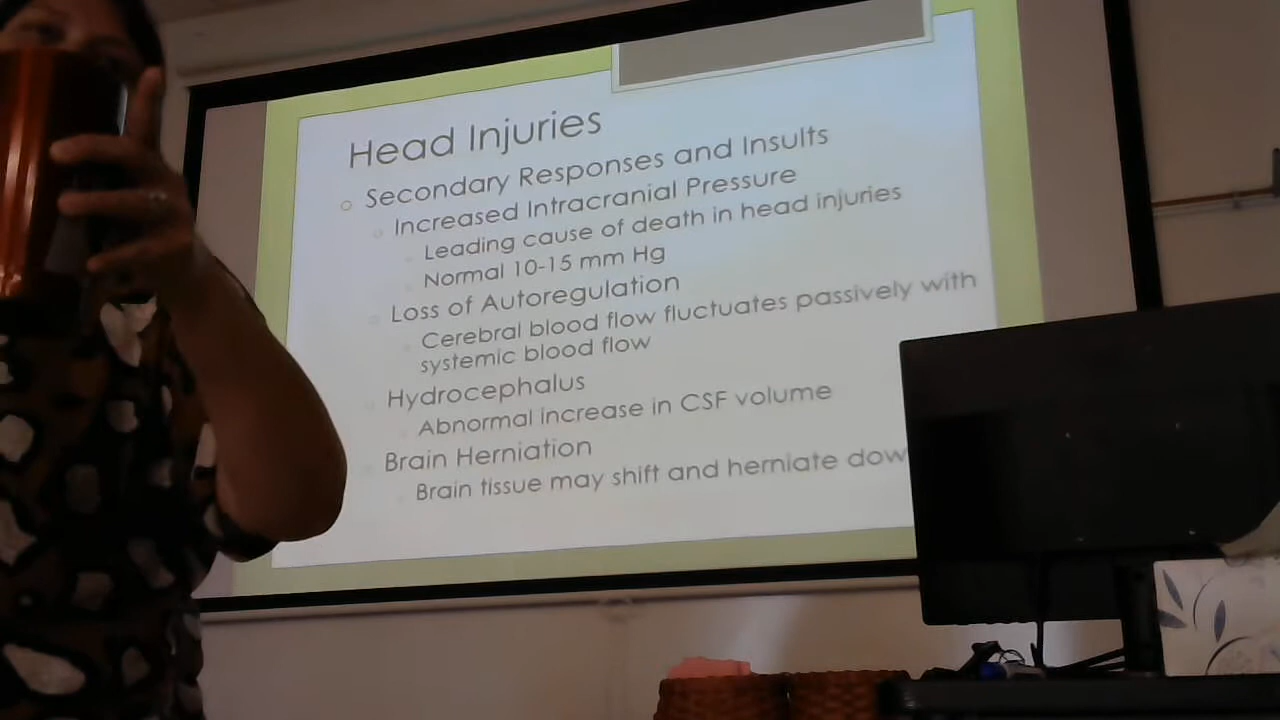 Head Injuries
Secondary Responses and Insults
Increased Intracranial Pressure
Leading cause of death in head injuries
Normal 10-15 mm Hg
Loss of Autoregulation
Cerebral blood flow fluctuates passively with
systemic blood flow
Hydrocephalus
Abnormal increase in CSF volume
Brain Herniation
Brain tissue may shift and herniate dow